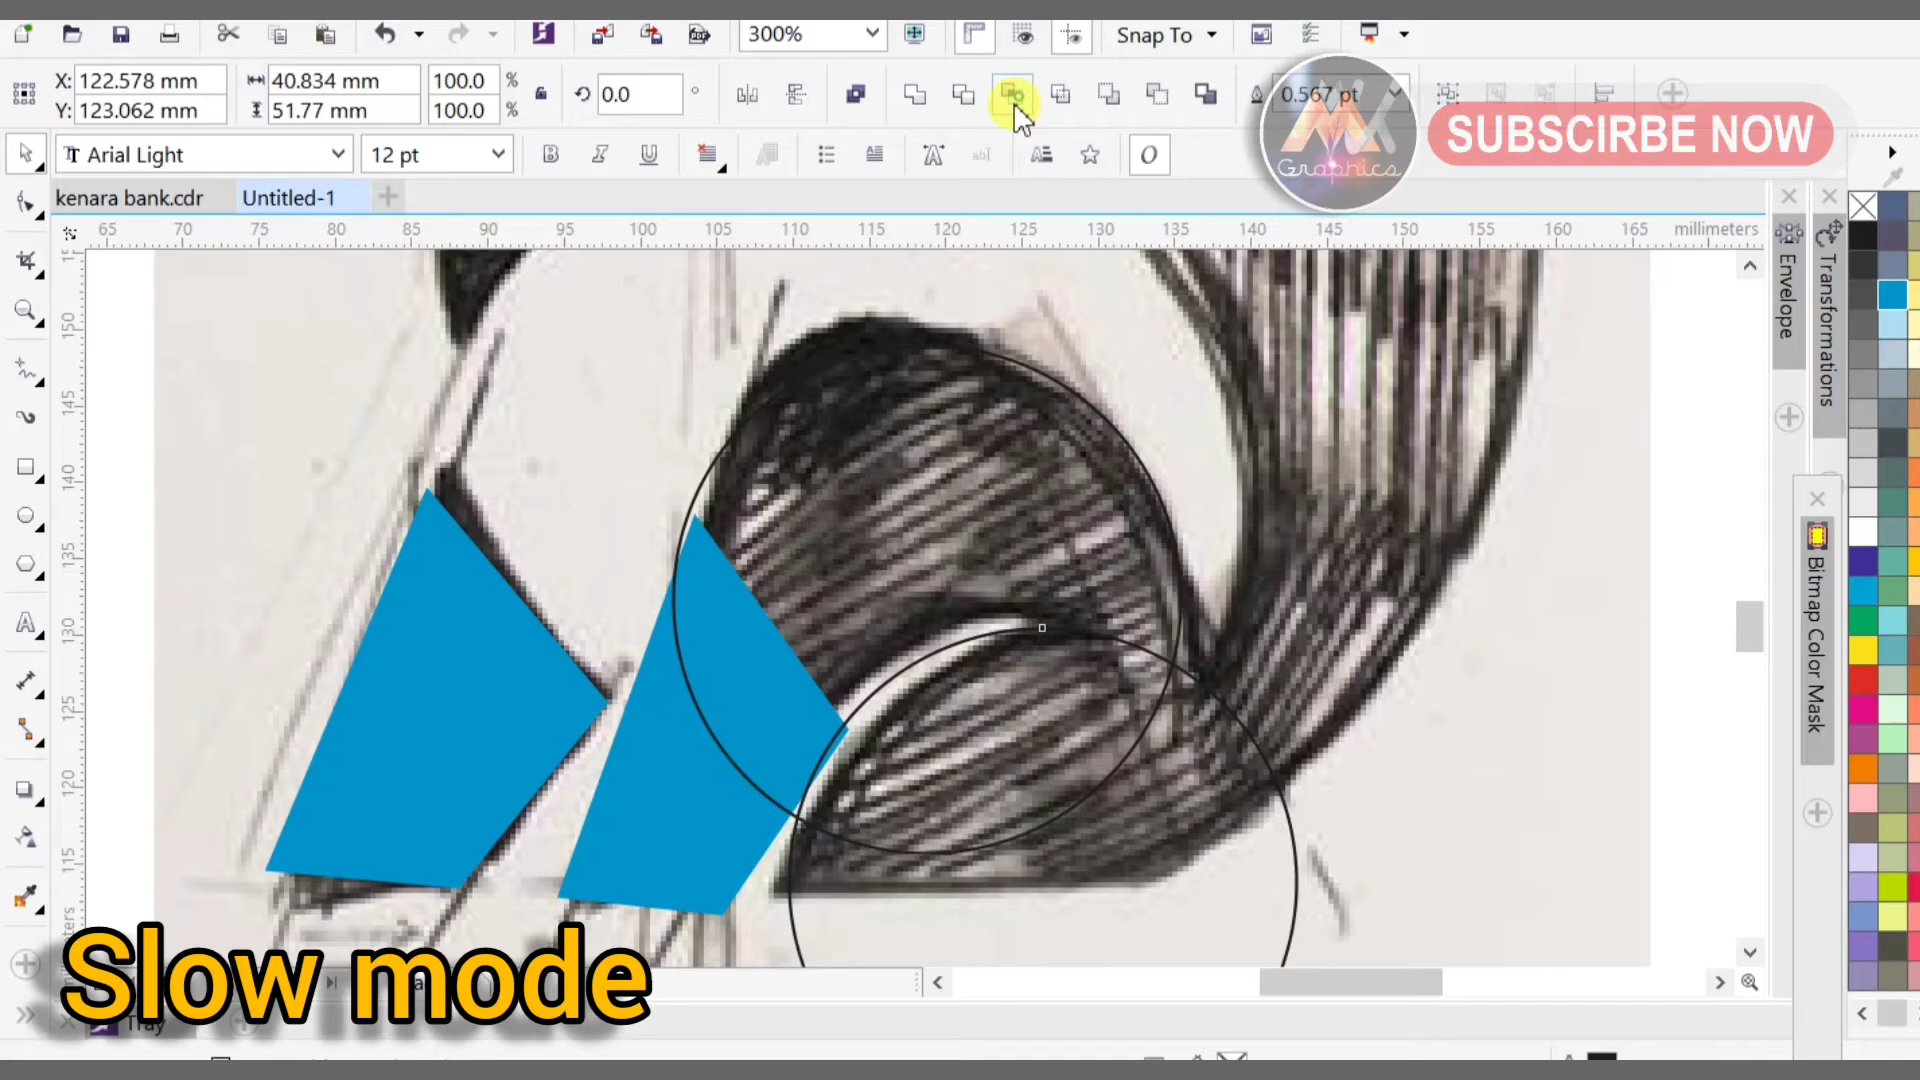 300%
Snap To
X: 122.578 mm
40.834 mm
100.0 %
0.0 °
0.567 pt
Y: 123.062 mm
51.77 mm
100.0 %
MX
Graphics
SUBSCIRBE NOW
Arial Light
12 pt
B I U
O
kenara bank.cdr
Untitled-1
65 70 75 80 85 90 95 100 105 110 115 120 125 130 135 140 145 150 155 160 165 millimeters
150
145
140
135
130
125
120
115
Envelope
Transformations
Bitmap Color Mask
Slow mode
Tray